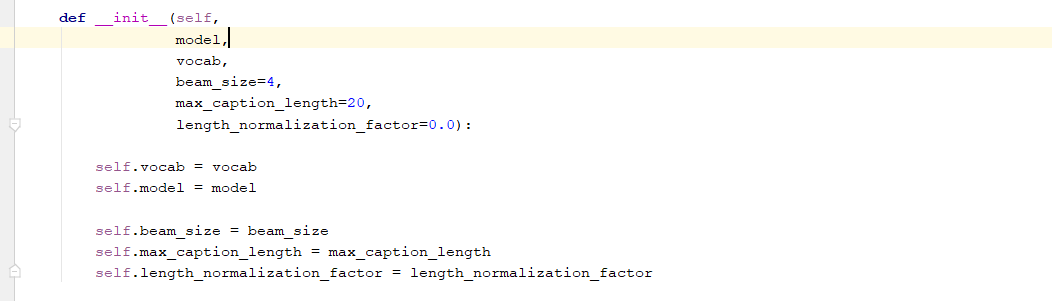 def __init__(self,
model,
vocab,
beam_size=4,
max_caption_length=20,
length_normalization_factor=0.0):
self.vocab = vocab
self.model = model
self.beam_size = beam_size
self.max_caption_length = max_caption_length
self.length_normalization_factor = length_normalization_factor